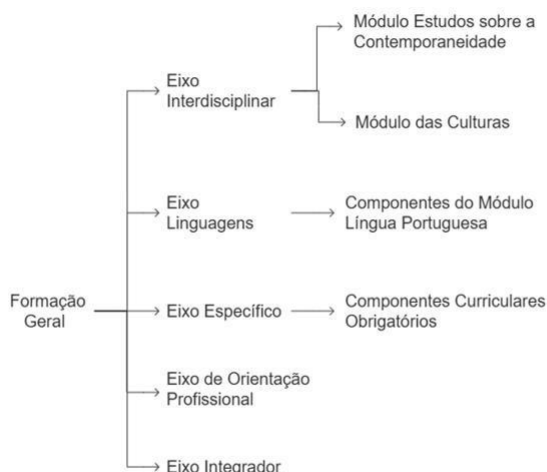 Módulo Estudos sobre a
Contemporaneidade
Eixo
Interdisciplinar
Módulo das Culturas
Eixo
Linguagens
Componentes do Módulo
Língua Portuguesa
Formação
Geral
Eixo Específico
Componentes Curriculares
Obrigatórios
Eixo de Orientação
Profissional
Eixo Integrador